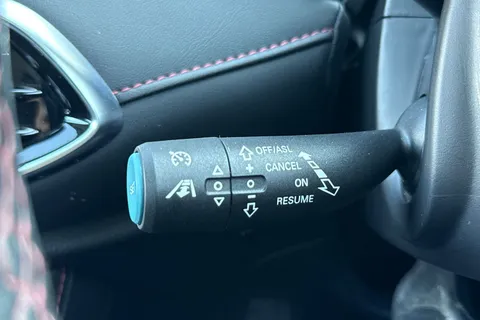 OFF/ASL
+ CANCEL
ON
- RESUME